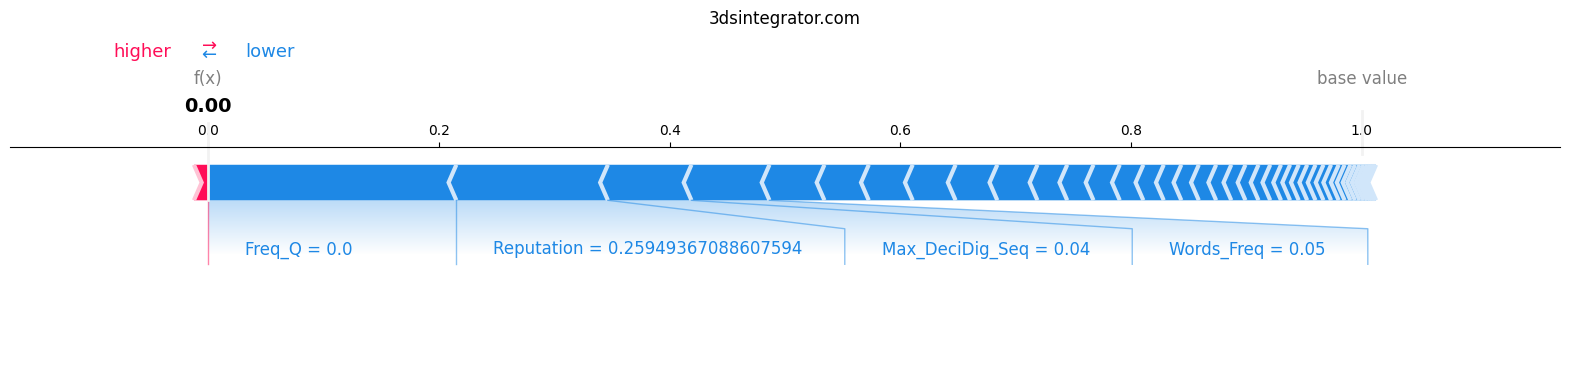 3dsintegrator.com
higher ⇄ lower
f(x) base value
0.00
0.0 0.2 0.4 0.6 0.8 1.0
Freq_Q = 0.0 Reputation = 0.25949367088607594 Max_DeciDig_Seq = 0.04 Words_Freq = 0.05